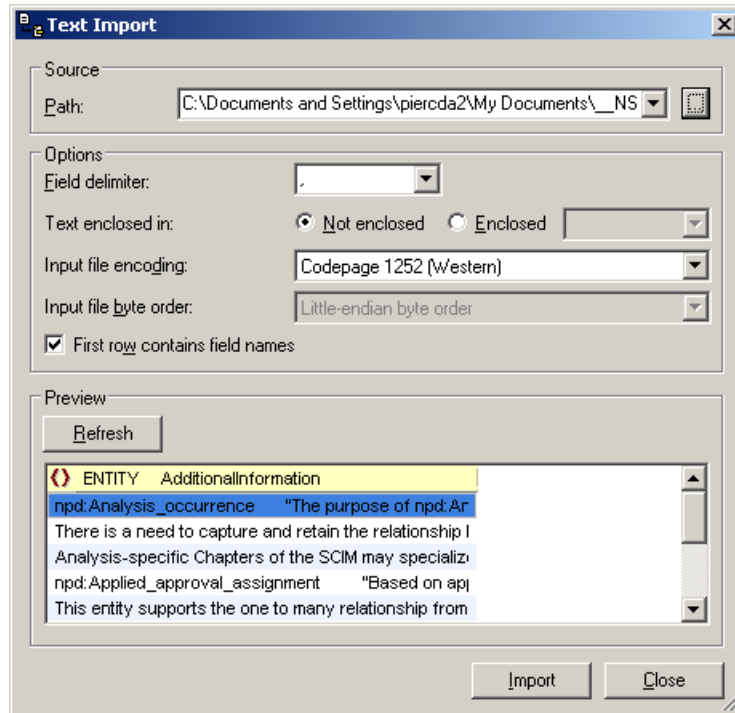 Text Import
Source
Path: C:\Documents and Settings\piercda2\My Documents\__NS
Options
Field delimiter: ,
Text enclosed in: Not enclosed Enclosed
Input file encoding: Codepage 1252 (Western)
Input file byte order: Little-endian byte order
First row contains field names
Preview
Refresh
ENTITY AdditionalInformation
npd:Analysis_occurrence "The purpose of npd:Ar
There is a need to capture and retain the relationship l
Analysis-specific Chapters of the SCIM may specializ
npd:Applied_approval_assignment "Based on app
This entity supports the one to many relationship from
Import Close